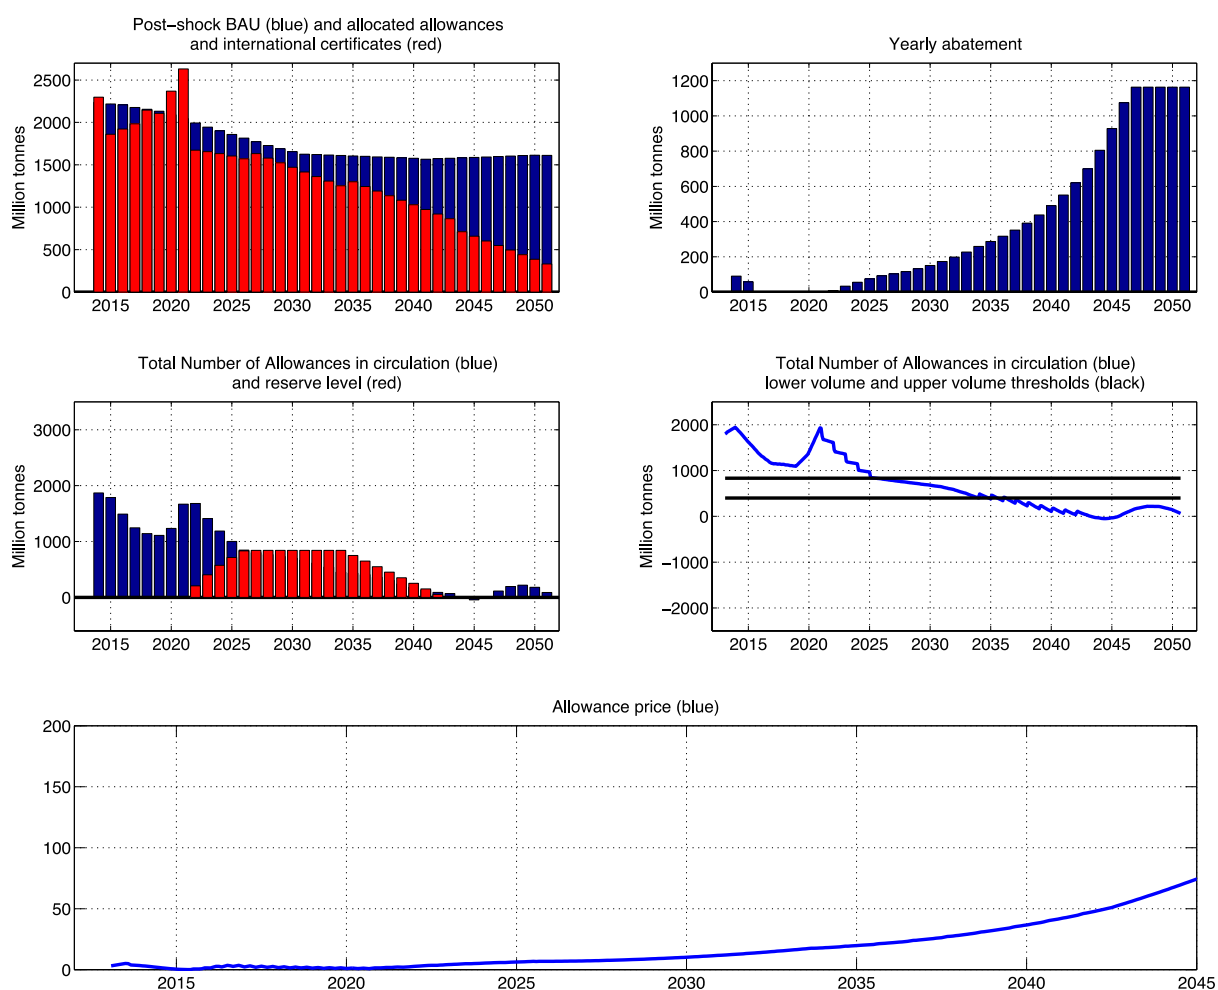 Post−shock BAU (blue) and allocated allowances
and international certificates (red)
Million tonnes
2500
2000
1500
1000
500
0
2015 2020 2025 2030 2035 2040 2045 2050
Yearly abatement
Million tonnes
1200
1000
800
600
400
200
0
2015 2020 2025 2030 2035 2040 2045 2050
Total Number of Allowances in circulation (blue)
and reserve level (red)
Million tonnes
3000
2000
1000
0
2015 2020 2025 2030 2035 2040 2045 2050
Total Number of Allowances in circulation (blue)
lower volume and upper volume thresholds (black)
Million tonnes
2000
1000
0
−1000
−2000
2015 2020 2025 2030 2035 2040 2045 2050
Allowance price (blue)
200
150
100
50
0
2015 2020 2025 2030 2035 2040 2045